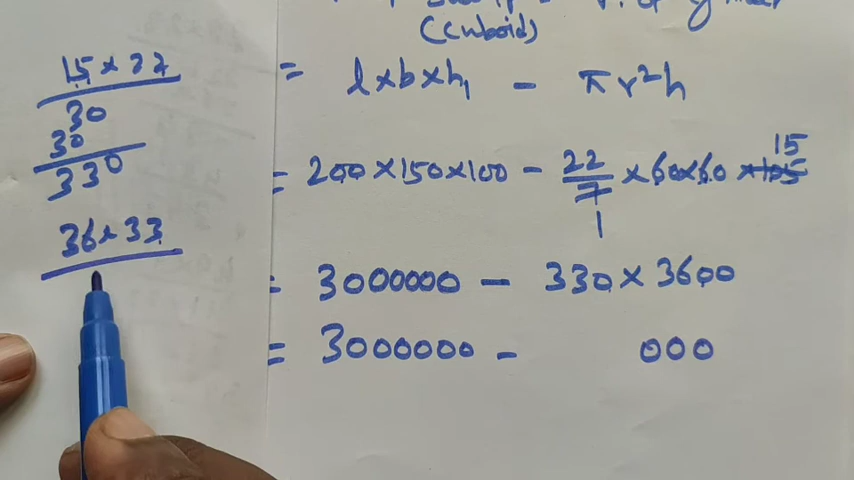 (Cuboid)
= l×b×h₁ - πr²h
= 200×150×100 - 22/7 ×60×60 ×105 15
1
= 3000000 - 330×3600
= 3000000 - 000
15×22
30
30
330
36×33